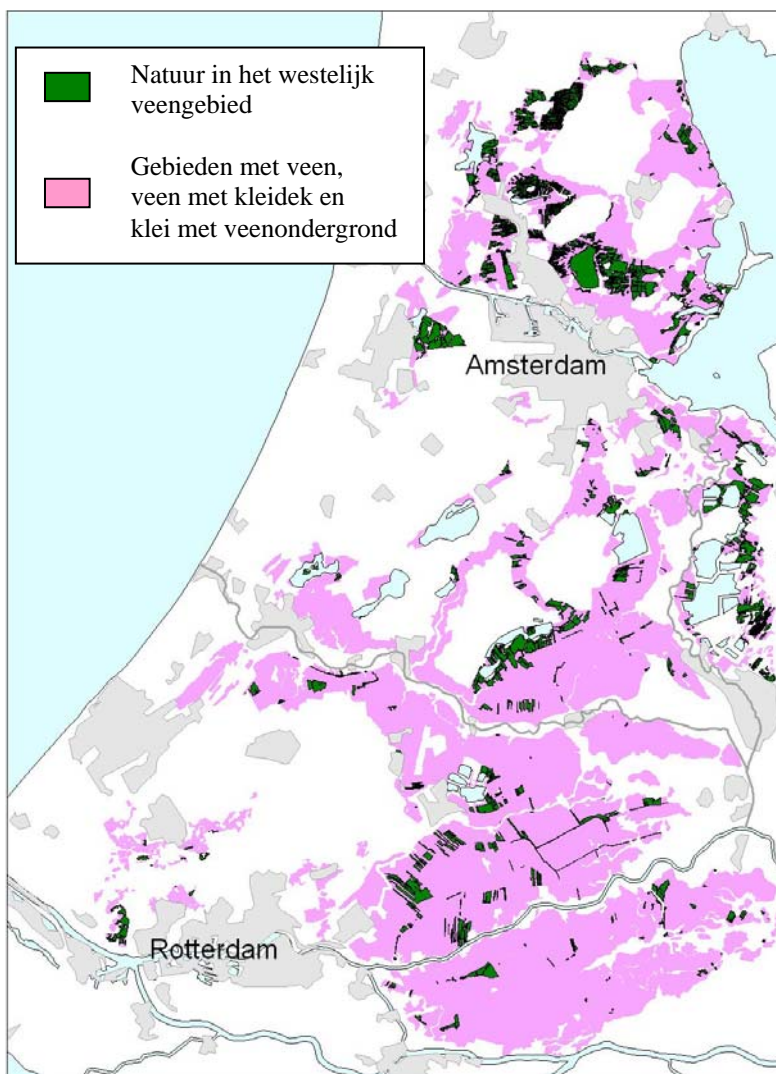 Natuur in het westelijk
veengebied
Gebieden met veen,
veen met kleidek en
klei met veenondergrond
Amsterdam
Rotterdam